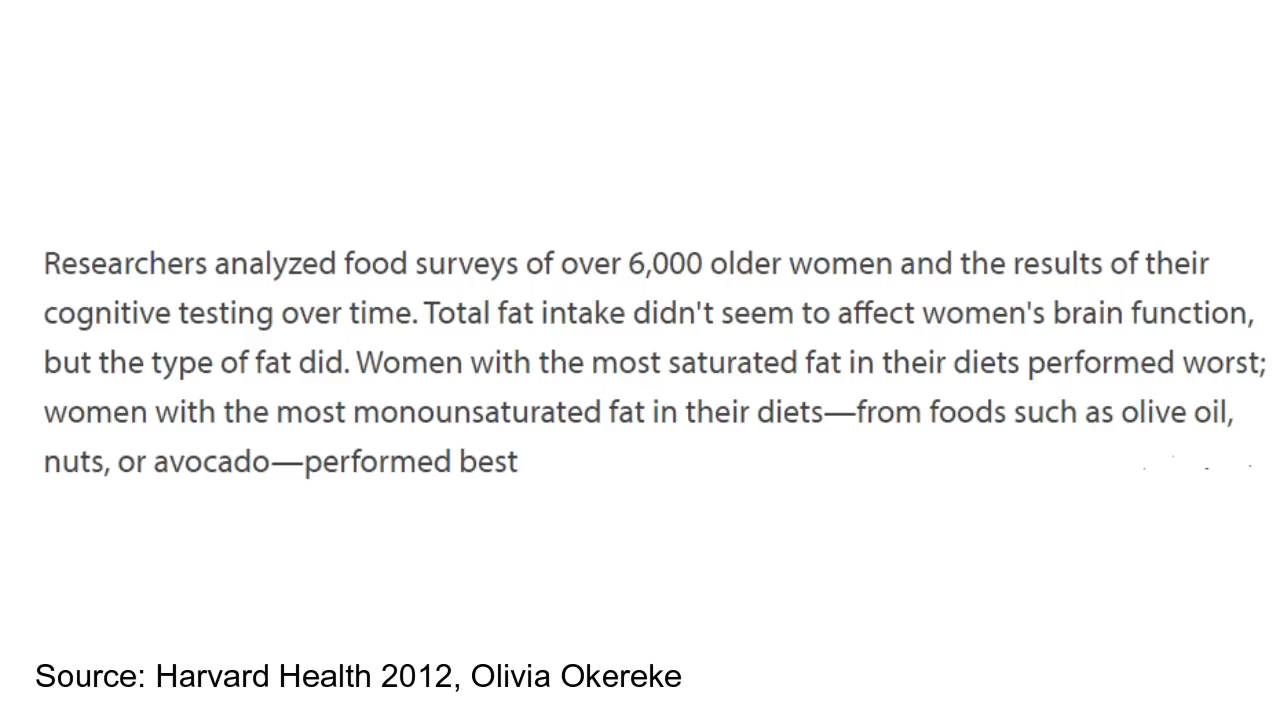 Researchers analyzed food surveys of over 6,000 older women and the results of their
cognitive testing over time. Total fat intake didn't seem to affect women's brain function,
but the type of fat did. Women with the most saturated fat in their diets performed worst;
women with the most monounsaturated fat in their diets—from foods such as olive oil,
nuts, or avocado—performed best
Source: Harvard Health 2012, Olivia Okereke